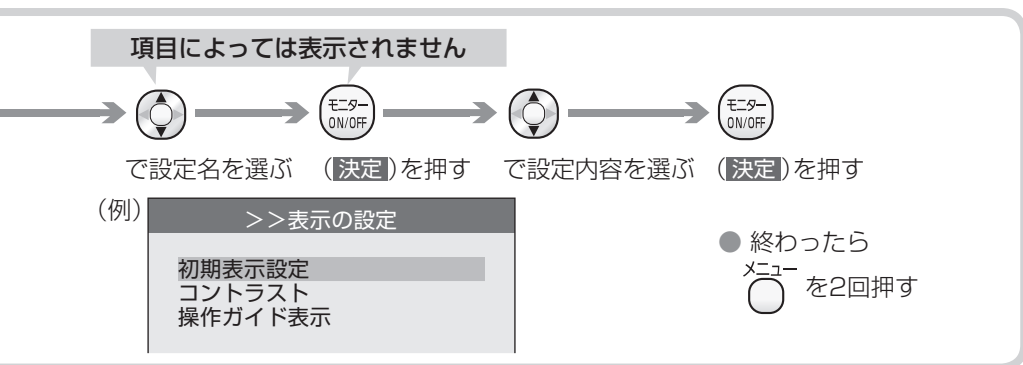 項目によっては表示されません
モニター
ON/OFF
モニター
ON/OFF
で設定名を選ぶ (決定)を押す で設定内容を選ぶ (決定)を押す
(例)
>>表示の設定
初期表示設定
コントラスト
操作ガイド表示
● 終わったら
メニュー
を2回押す